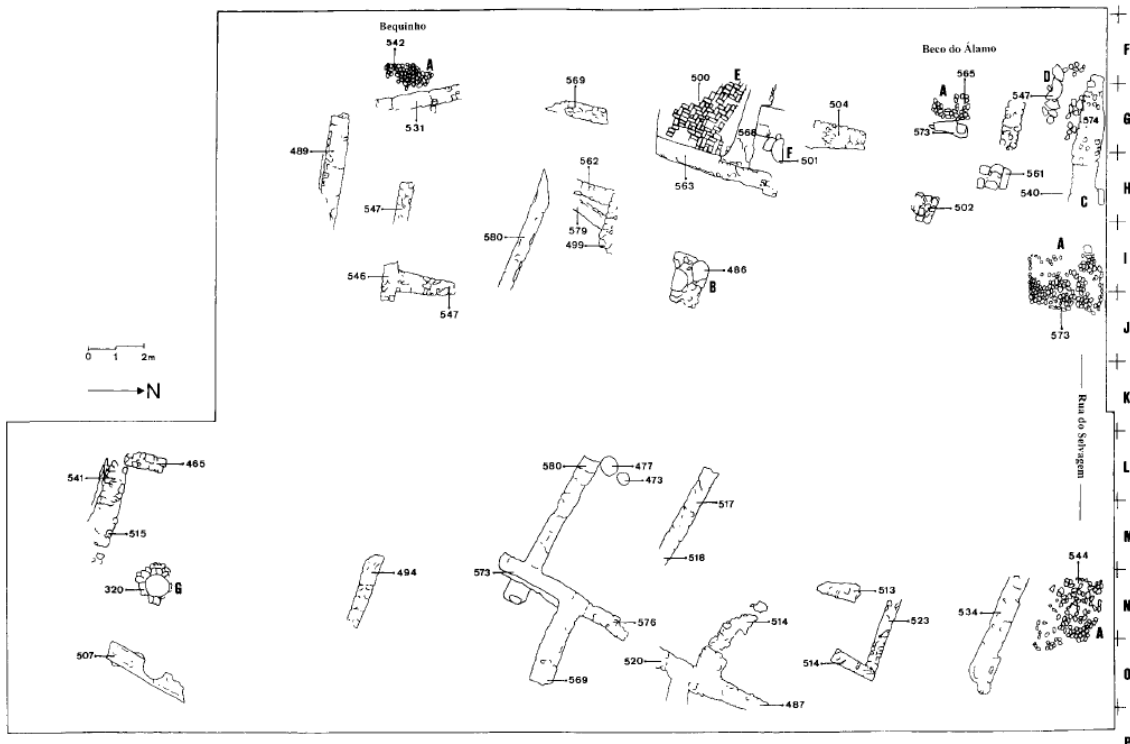 Bequinho
542
A
531
489
547
546
547
569
562
579
499
580
500
E
568
F
501
563
504
486
B
Beco do Álamo
565
A
573
547
D
574
561
540
C
502
A
573
Rua do Selvagem
0 1 2m
N
465
541
515
320
G
507
494
580
477
473
573
576
569
517
518
514
520
487
513
523
514
534
544
A
F
G
H
I
J
K
L
M
N
O
P